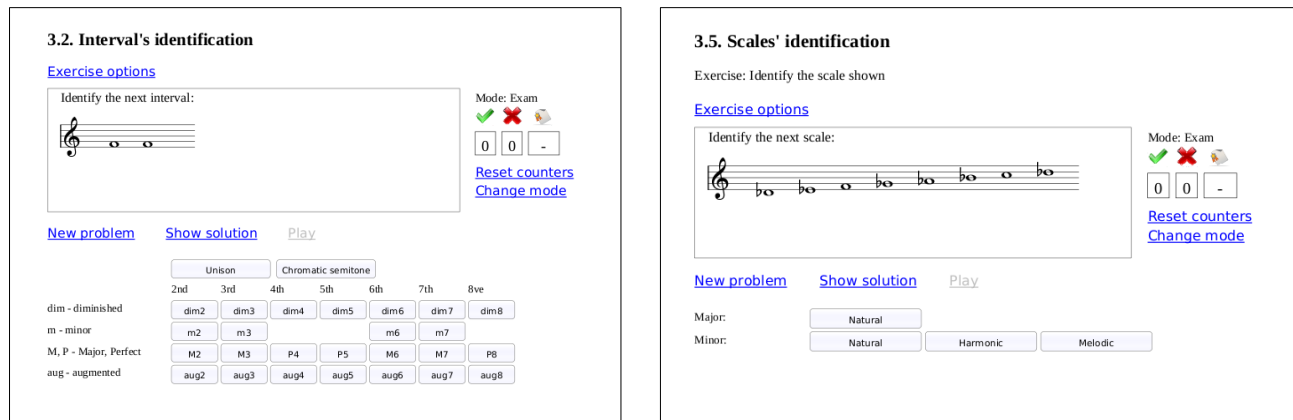 3.2. Interval's identification
Exercise options
Identify the next interval:
Mode: Exam
0 0 -
Reset counters
Change mode
New problem Show solution Play
Unison Chromatic semitone
2nd 3rd 4th 5th 6th 7th 8ve
dim - diminished dim2 dim3 dim4 dim5 dim6 dim7 dim8
m - minor m2 m3 m6 m7
M, P - Major, Perfect M2 M3 P4 P5 M6 M7 P8
aug - augmented aug2 aug3 aug4 aug5 aug6 aug7 aug8
3.5. Scales' identification
Exercise: Identify the scale shown
Exercise options
Identify the next scale:
Mode: Exam
0 0 -
Reset counters
Change mode
New problem Show solution Play
Major: Natural
Minor: Natural Harmonic Melodic